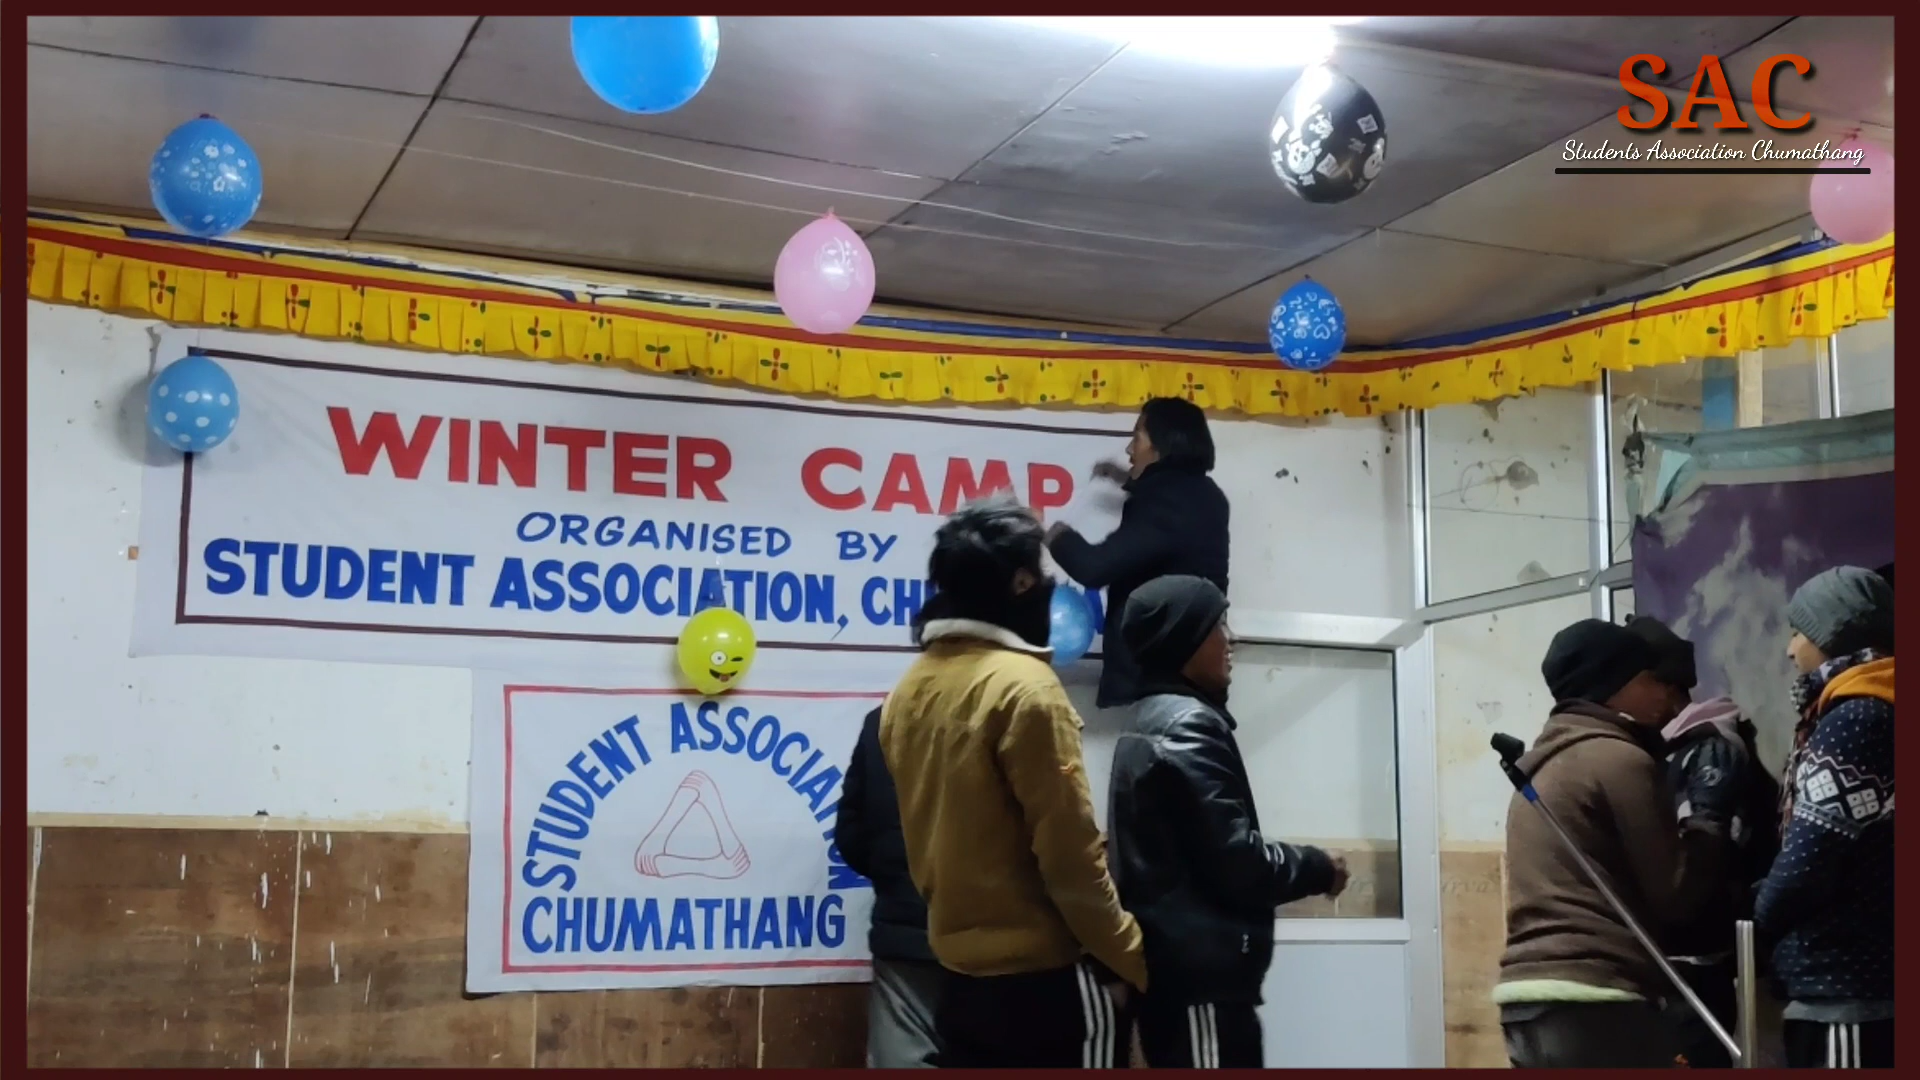 SAC
Students Association Chumathang
WINTER CAMP
ORGANISED BY
STUDENT ASSOCIATION,
STUDENT ASSOCIATION
CHUMATHANG